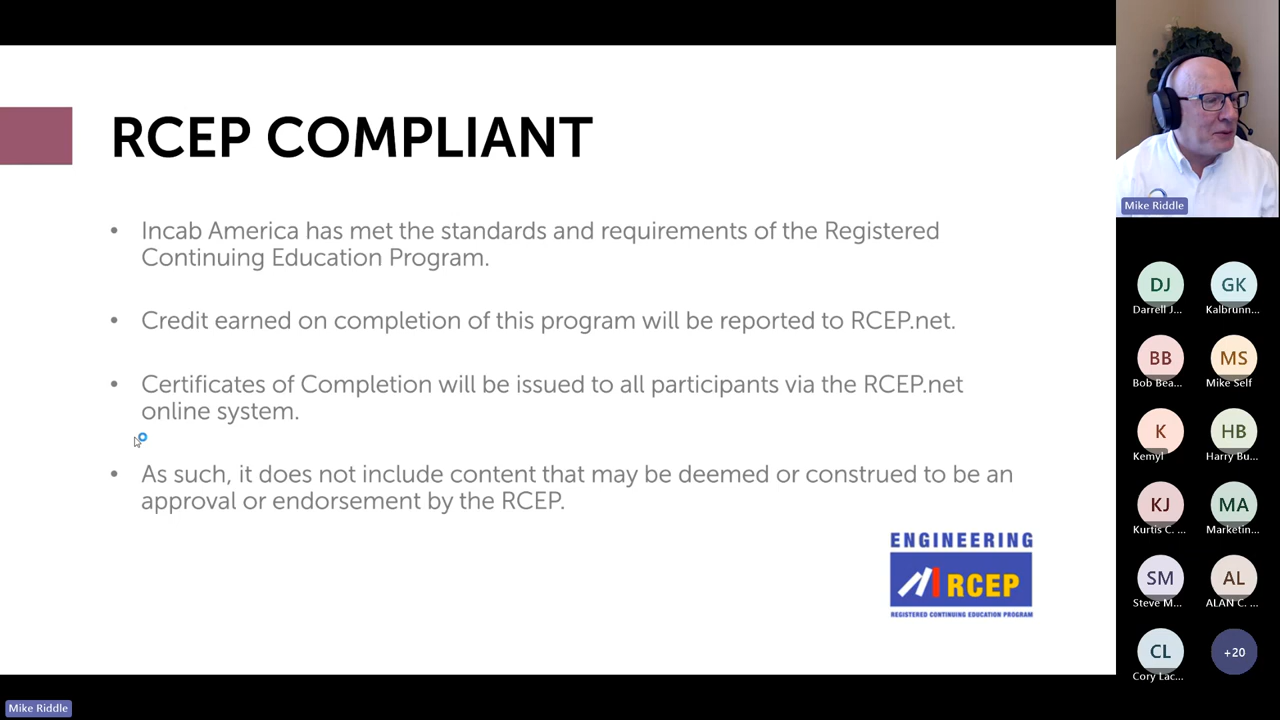 RCEP COMPLIANT
• Incab America has met the standards and requirements of the Registered
Continuing Education Program.
• Credit earned on completion of this program will be reported to RCEP.net.
• Certificates of Completion will be issued to all participants via the RCEP.net
online system.
• As such, it does not include content that may be deemed or construed to be an
approval or endorsement by the RCEP.
ENGINEERING
RCEP
REGISTERED CONTINUING EDUCATION PROGRAM
Mike Riddle
Mike Riddle
DJ
Darrell J...
GK
Kalbrunn...
BB
Bob Bea...
MS
Mike Self
K
Kemyl
HB
Harry Bu...
KJ
Kurtis C. ...
MA
Marketin...
SM
Steve M...
AL
ALAN C. ...
CL
Cory Lac...
+20